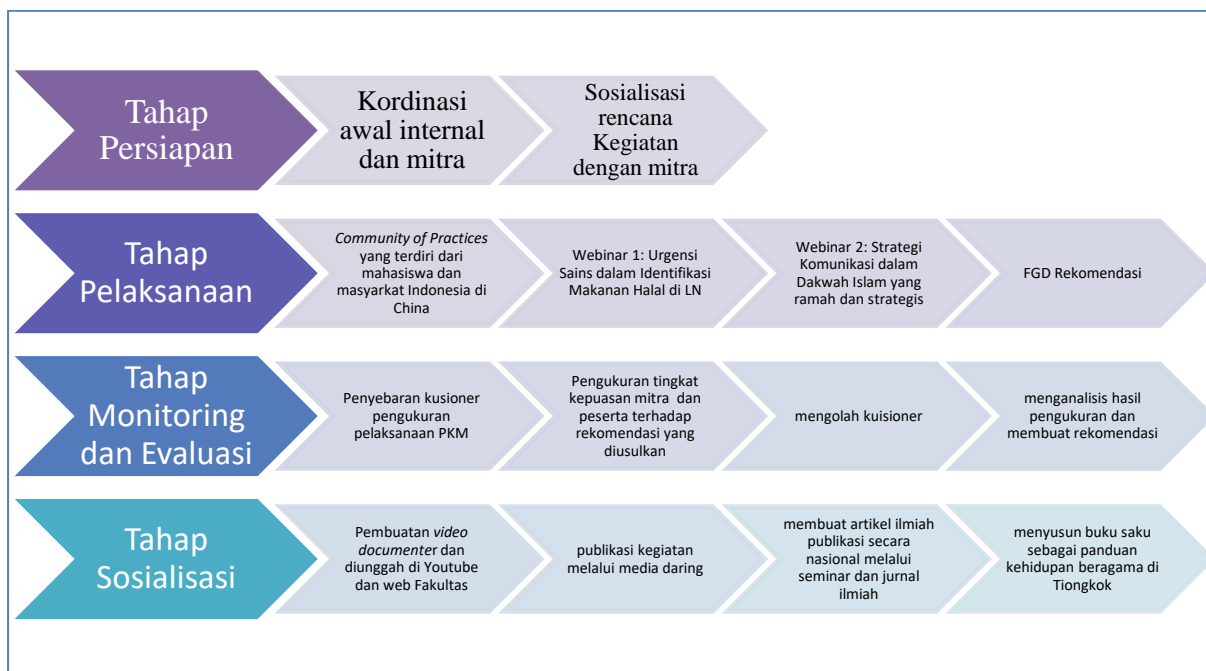 Tahap
Persiapan
Kordinasi
awal internal
dan mitra
Sosialisasi
rencana
Kegiatan
dengan mitra
Tahap
Pelaksanaan
Community of Practices
yang terdiri dari
mahasiswa dan
masyarkat Indonesia di
China
Webinar 1: Urgensi
Sains dalam Identifikasi
Makanan Halal di LN
Webinar 2: Strategi
Komunikasi dalam
Dakwah Islam yang
ramah dan strategis
FGD Rekomendasi
Tahap
Monitoring
dan Evaluasi
Penyebaran kusioner
pengukuran
pelaksanaan PKM
Pengukuran tingkat
kepuasan mitra dan
peserta terhadap
rekomendasi yang
diusulkan
mengolah kuisioner
menganalisis hasil
pengukuran dan
membuat rekomendasi
Tahap
Sosialisasi
Pembuatan video
documenter dan
diunggah di Youtube
dan web Fakultas
publikasi kegiatan
melalui media daring
membuat artikel ilmiah
publikasi secara
nasional melalui
seminar dan jurnal
ilmiah
menyusun buku saku
sebagai panduan
kehidupan beragama di
Tiongkok